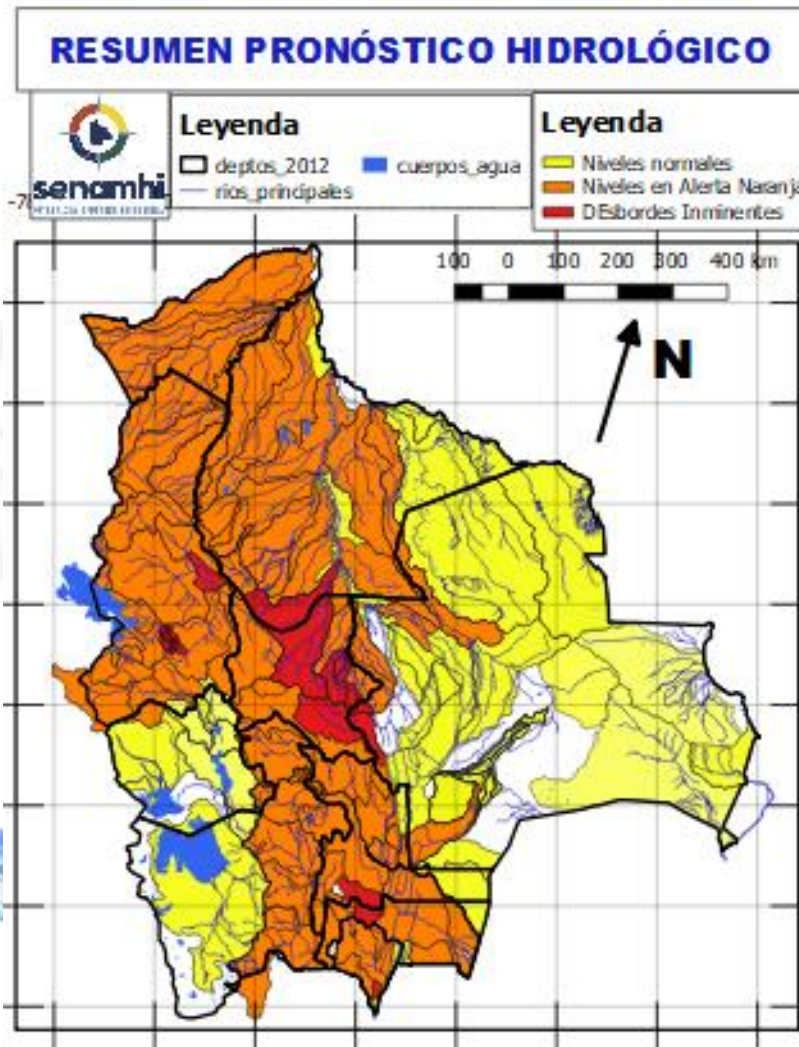 RESUMEN PRONÓSTICO HIDROLÓGICO
senamhi
Leyenda
deptos_2012
cuerpos_agua
rios_principales
Leyenda
Niveles normales
Niveles en Alerta Naranja
DEsbordes Inminentes
-7
100 0 100 200 300 400 km
N